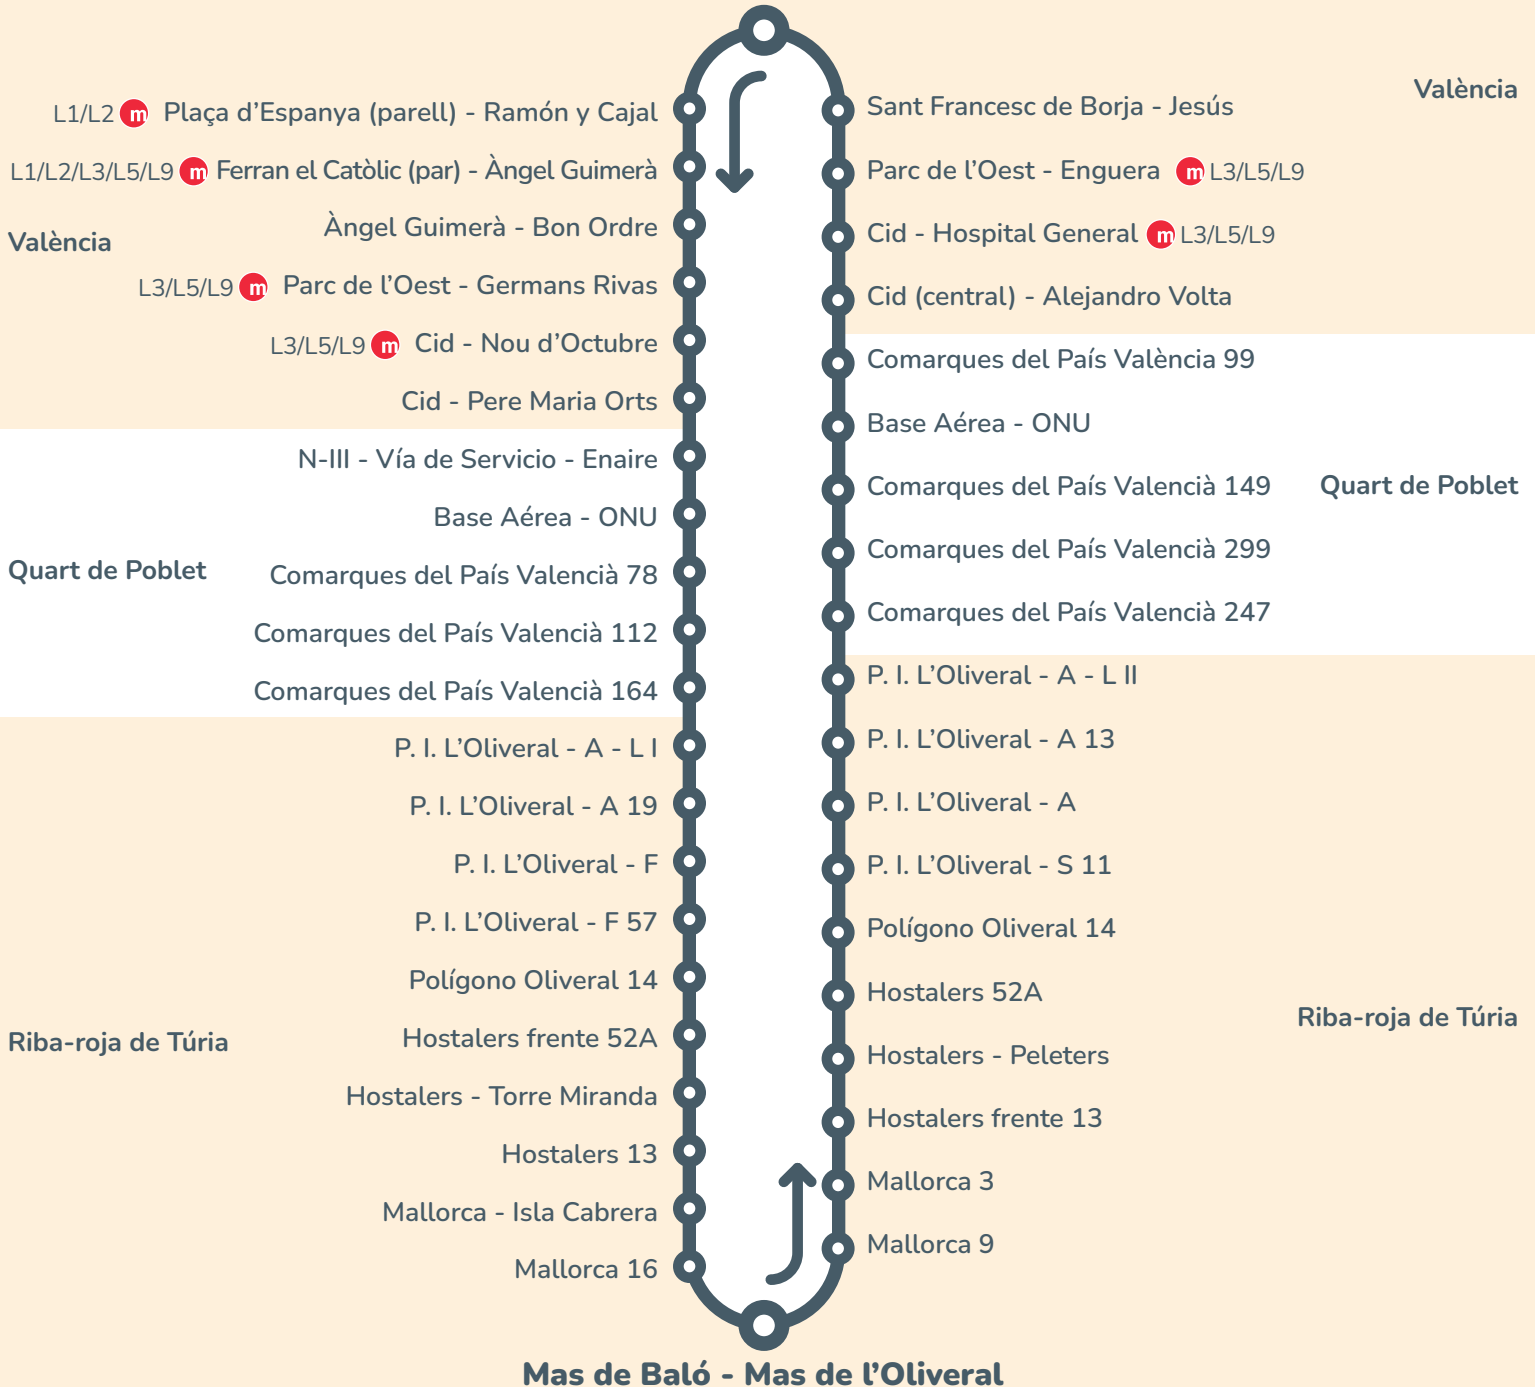 L1/L2 m Plaça d’Espanya (parell) - Ramón y Cajal
L1/L2/L3/L5/L9 m Ferran el Catòlic (par) - Àngel Guimerà
Àngel Guimerà - Bon Ordre
València
L3/L5/L9 m Parc de l’Oest - Germans Rivas
L3/L5/L9 m Cid - Nou d’Octubre
Cid - Pere Maria Orts
N-III - Vía de Servicio - Enaire
Base Aérea - ONU
Quart de Poblet
Comarques del País Valencià 78
Comarques del País Valencià 112
Comarques del País Valencià 164
P. I. L’Oliveral - A - L I
P. I. L’Oliveral - A 19
P. I. L’Oliveral - F
P. I. L’Oliveral - F 57
Polígono Oliveral 14
Hostalers frente 52A
Riba-roja de Túria
Hostalers - Torre Miranda
Hostalers 13
Mallorca - Isla Cabrera
Mallorca 16
València
Sant Francesc de Borja - Jesús
Parc de l’Oest - Enguera m L3/L5/L9
Cid - Hospital General m L3/L5/L9
Cid (central) - Alejandro Volta
Comarques del País València 99
Base Aérea - ONU
Comarques del País Valencià 149
Quart de Poblet
Comarques del País Valencià 299
Comarques del País Valencià 247
P. I. L’Oliveral - A - L II
P. I. L’Oliveral - A 13
P. I. L’Oliveral - A
P. I. L’Oliveral - S 11
Polígono Oliveral 14
Hostalers 52A
Riba-roja de Túria
Hostalers - Peleters
Hostalers frente 13
Mallorca 3
Mallorca 9
Mas de Baló - Mas de l’Oliveral